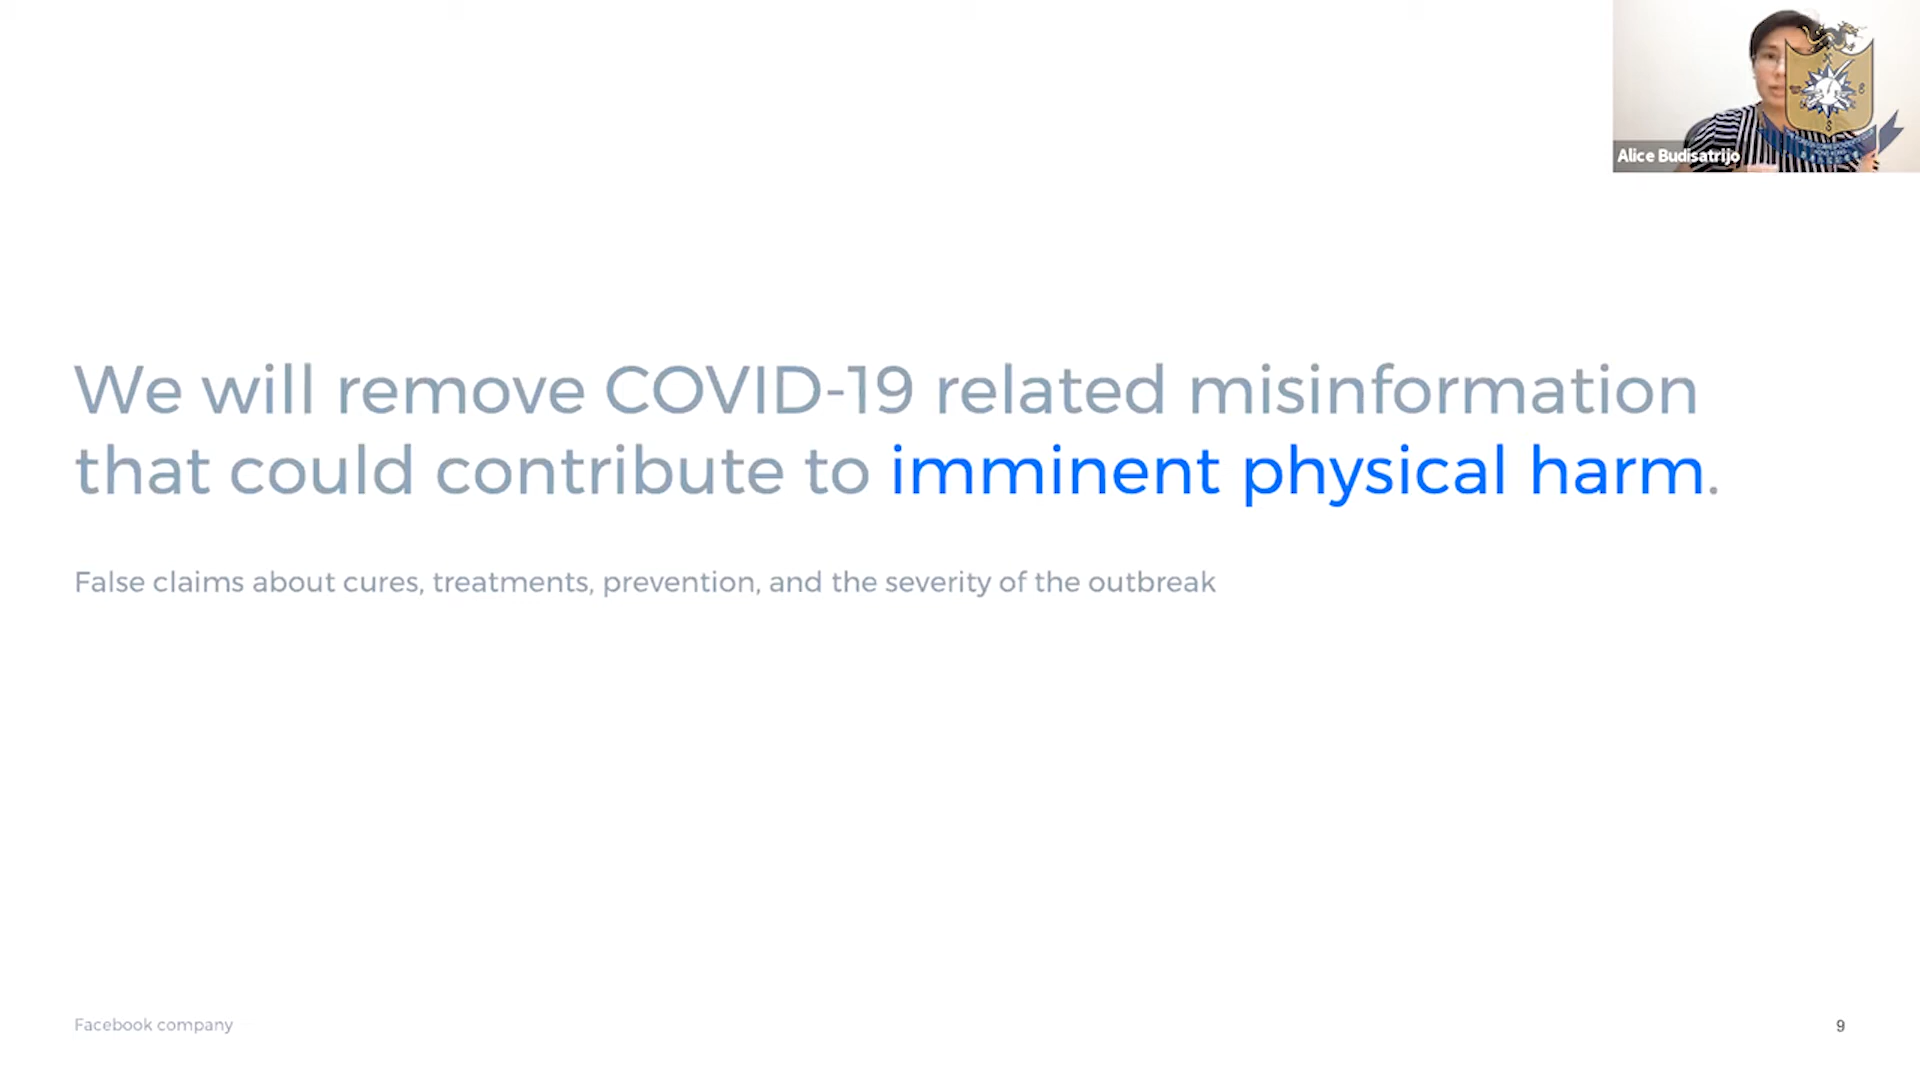 Alice Budisatrijo
We will remove COVID-19 related misinformation
that could contribute to imminent physical harm.
False claims about cures, treatments, prevention, and the severity of the outbreak
Facebook company
9